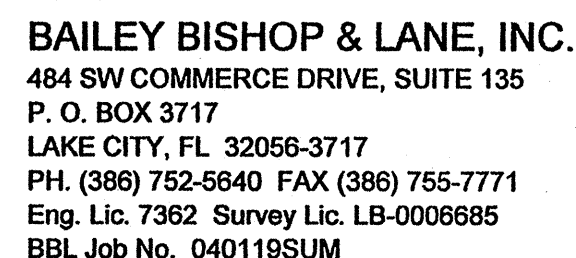 BAILEY BISHOP & LANE, INC.
484 SW COMMERCE DRIVE, SUITE 135
P. O. BOX 3717
LAKE CITY, FL 32056-3717
PH. (386) 752-5640 FAX (386) 755-7771
Eng. Lic. 7362 Survey Lic. LB-0006685
BBL Job No. 040119SUM